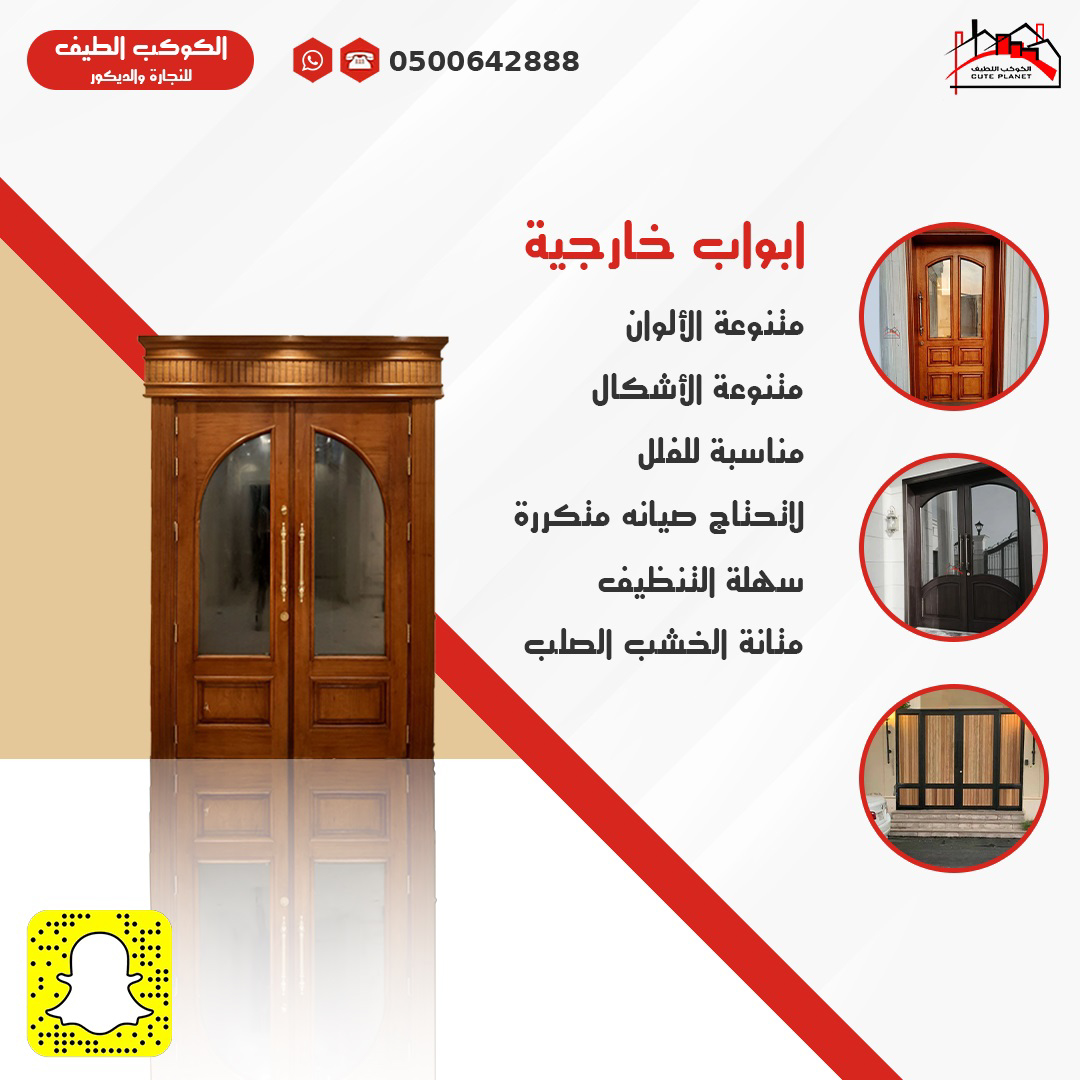 الكوكب الطيف
للنجارة والديكور
0500642888
الكوكب اللطيف
CUTE PLANET
ابواب خارجية
متنوعة الألوان
متنوعة الأشكال
مناسبة للفلل
لاتحتاج صيانه متكررة
سهلة التنظيف
متانة الخشب الصلب